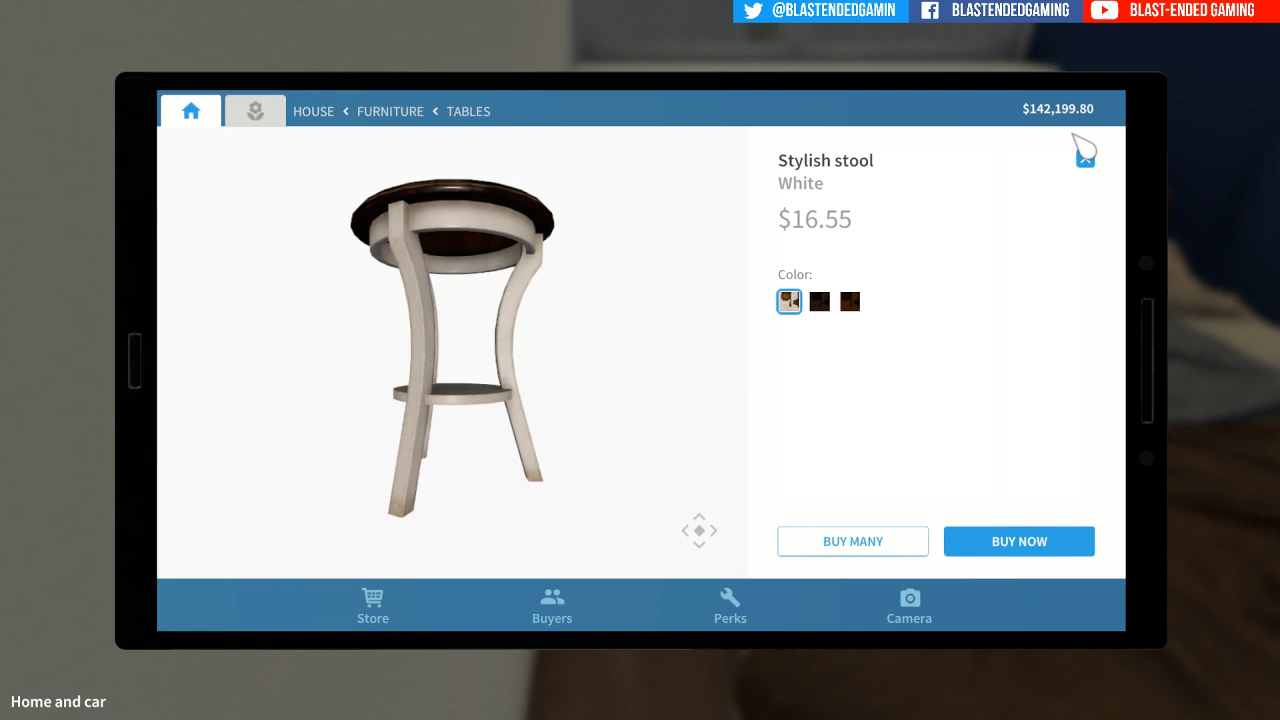 @BLASTENDEDGAMIN BLASTENDEDGAMING BLAST-ENDED GAMING
HOUSE < FURNITURE < TABLES
$142,199.80
Stylish stool
White
$16.55
Color:
BUY MANY
BUY NOW
Store
Buyers
Perks
Camera
Home and car